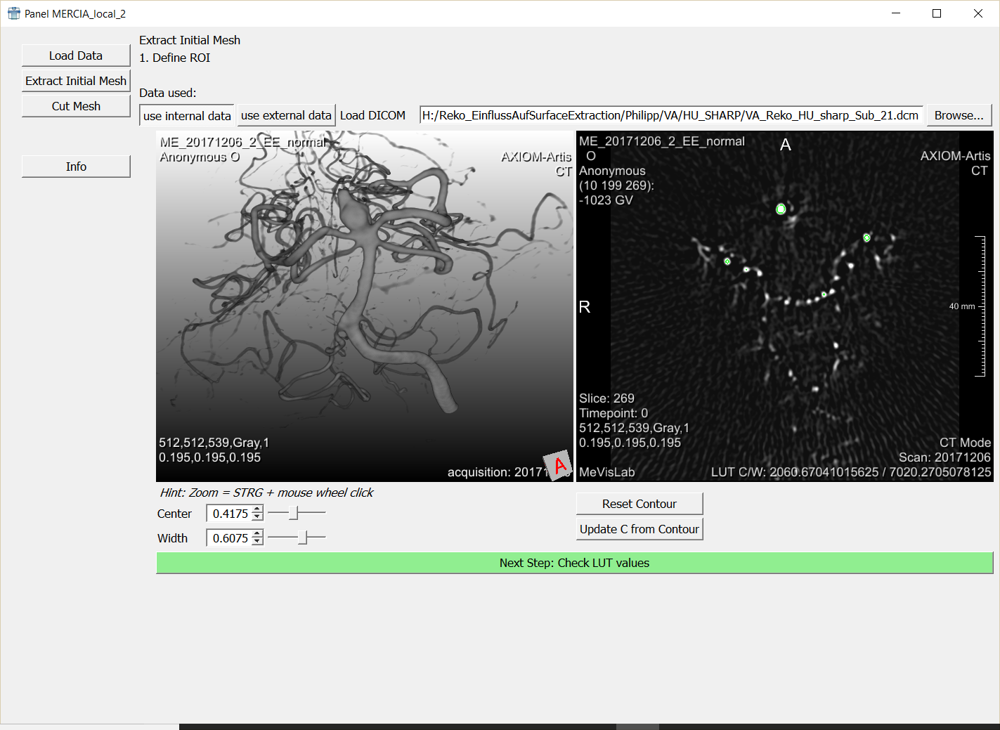 Panel MERCIA_local_2
Load Data
Extract Initial Mesh
Cut Mesh
Info
Extract Initial Mesh
1. Define ROI
Data used:
use internal data
use external data
Load DICOM
H:/Reko_EinflussAufSurfaceExtraction/Philipp/VA/HU_SHARP/VA_Reko_HU_sharp_Sub_21.dcm
Browse...
ME_20171206_2_EE_normal
Anonymous O
AXIOM-Artis
CT
512,512,539,Gray,1
0.195,0.195,0.195
acquisition: 20171
A
ME_20171206_2_EE_normal
O
Anonymous
(10 199 269):
-1023 GV
A
AXIOM-Artis
CT
R
40 mm
Slice: 269
Timepoint: 0
512,512,539,Gray,1
0.195,0.195,0.195
MeVisLab
CT Mode
Scan: 20171206
LUT C/W: 2060.67041015625 / 7020.2705078125
Hint: Zoom = STRG + mouse wheel click
Center
0.4175
Width
0.6075
Reset Contour
Update C from Contour
Next Step: Check LUT values